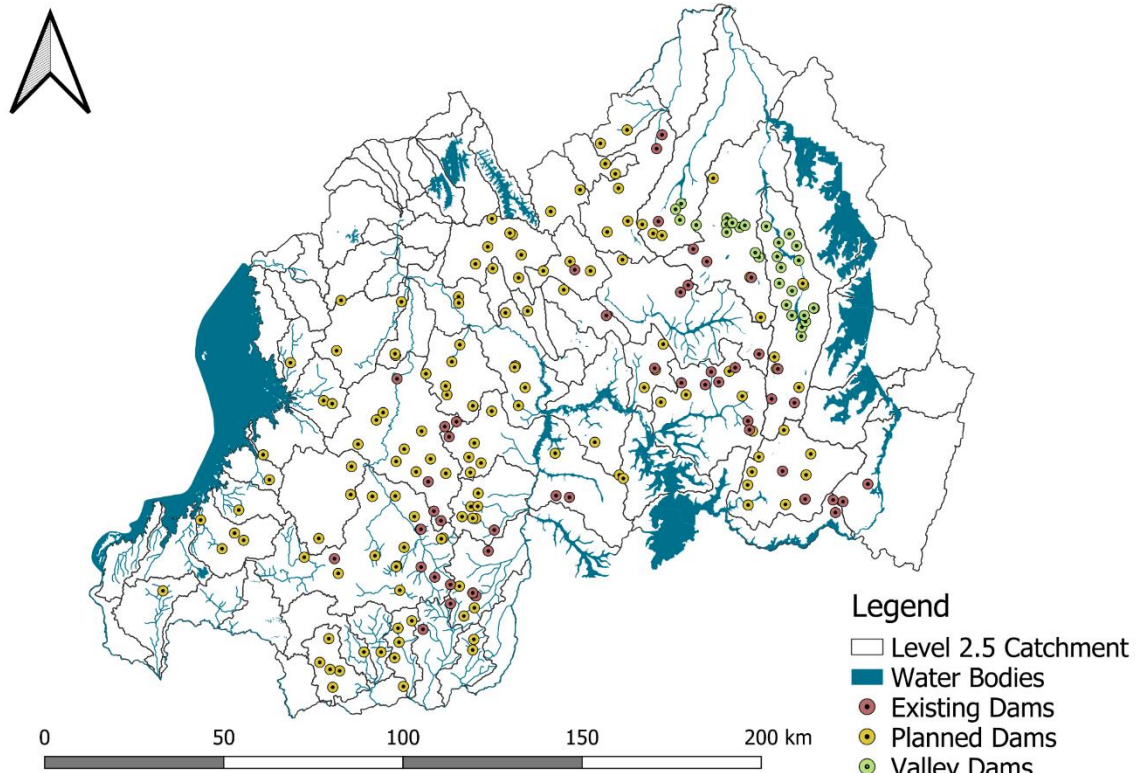 Legend
Level 2.5 Catchment
Water Bodies
Existing Dams
Planned Dams
Valley Dams
0 50 100 150 200 km